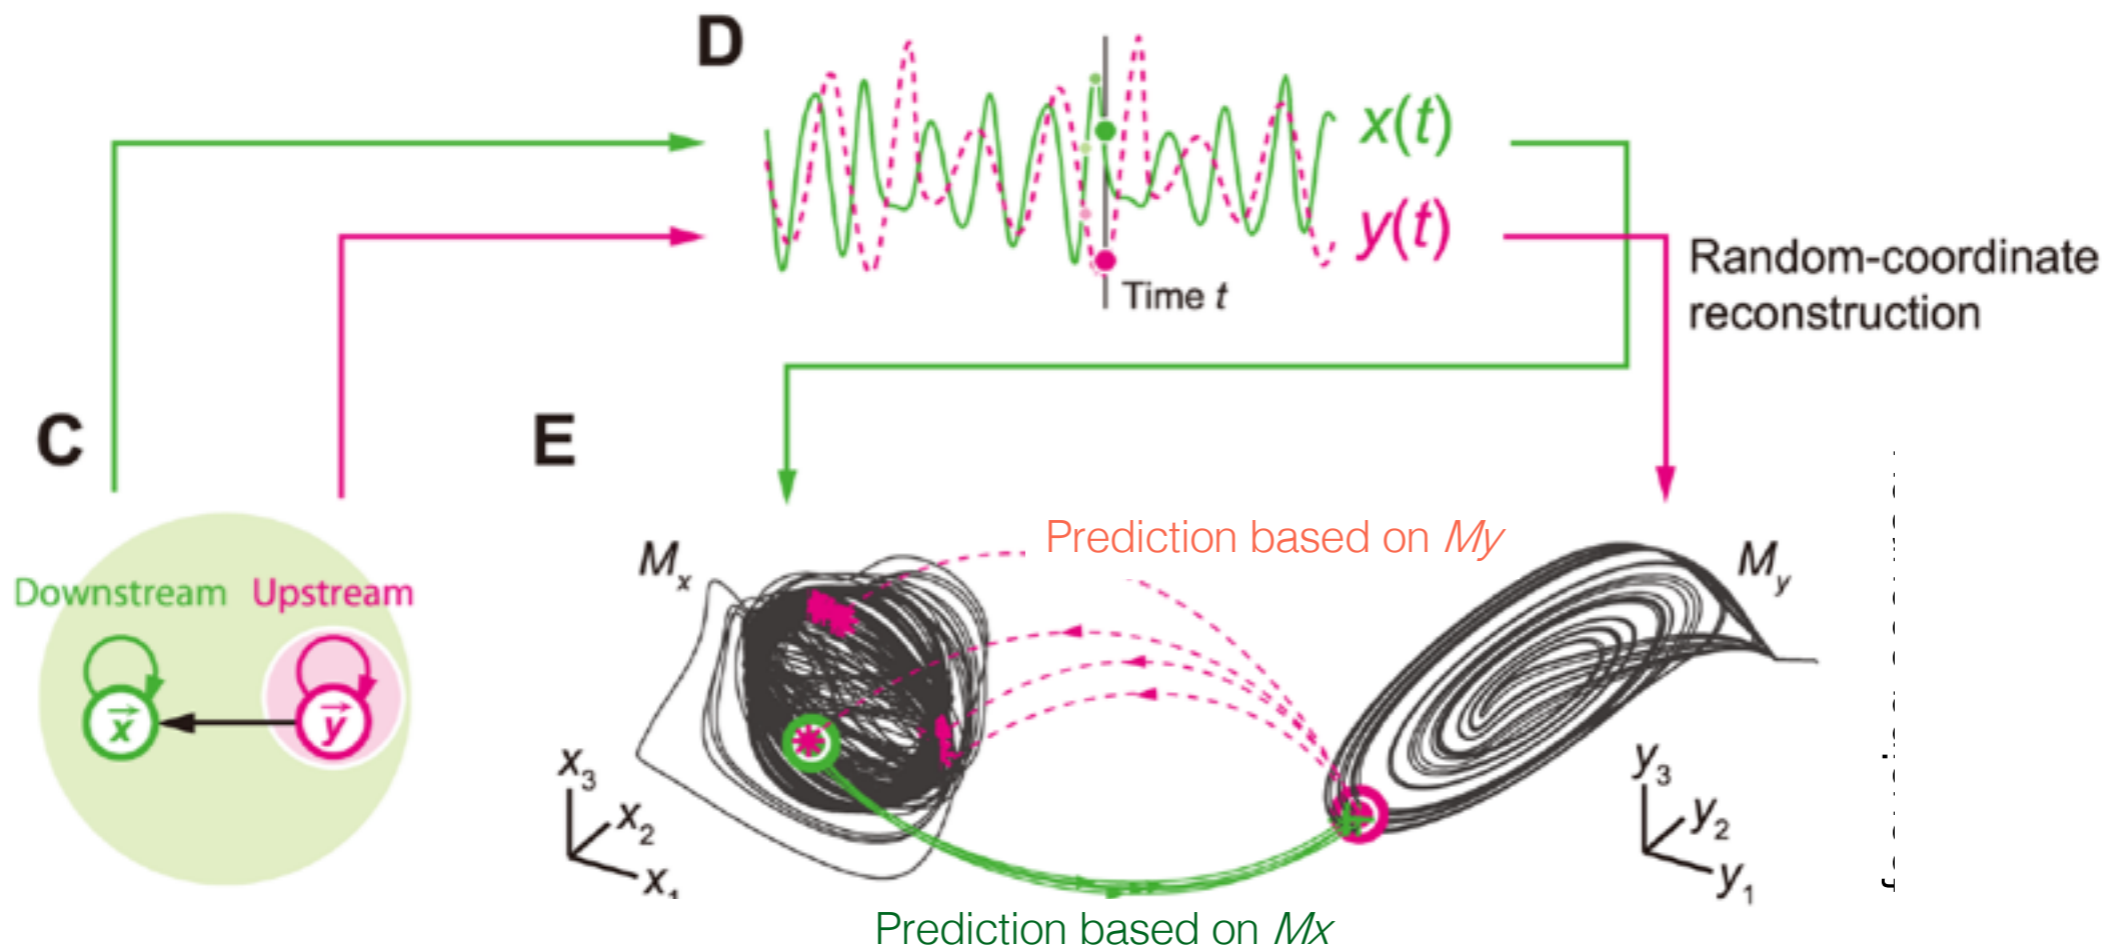 D
x(t)
y(t)
Time t
Random-coordinate
reconstruction
C
E
Downstream Upstream
x⃗
y⃗
Prediction based on My
Mx
My
x3
x2
x1
y3
y2
y1
Prediction based on Mx